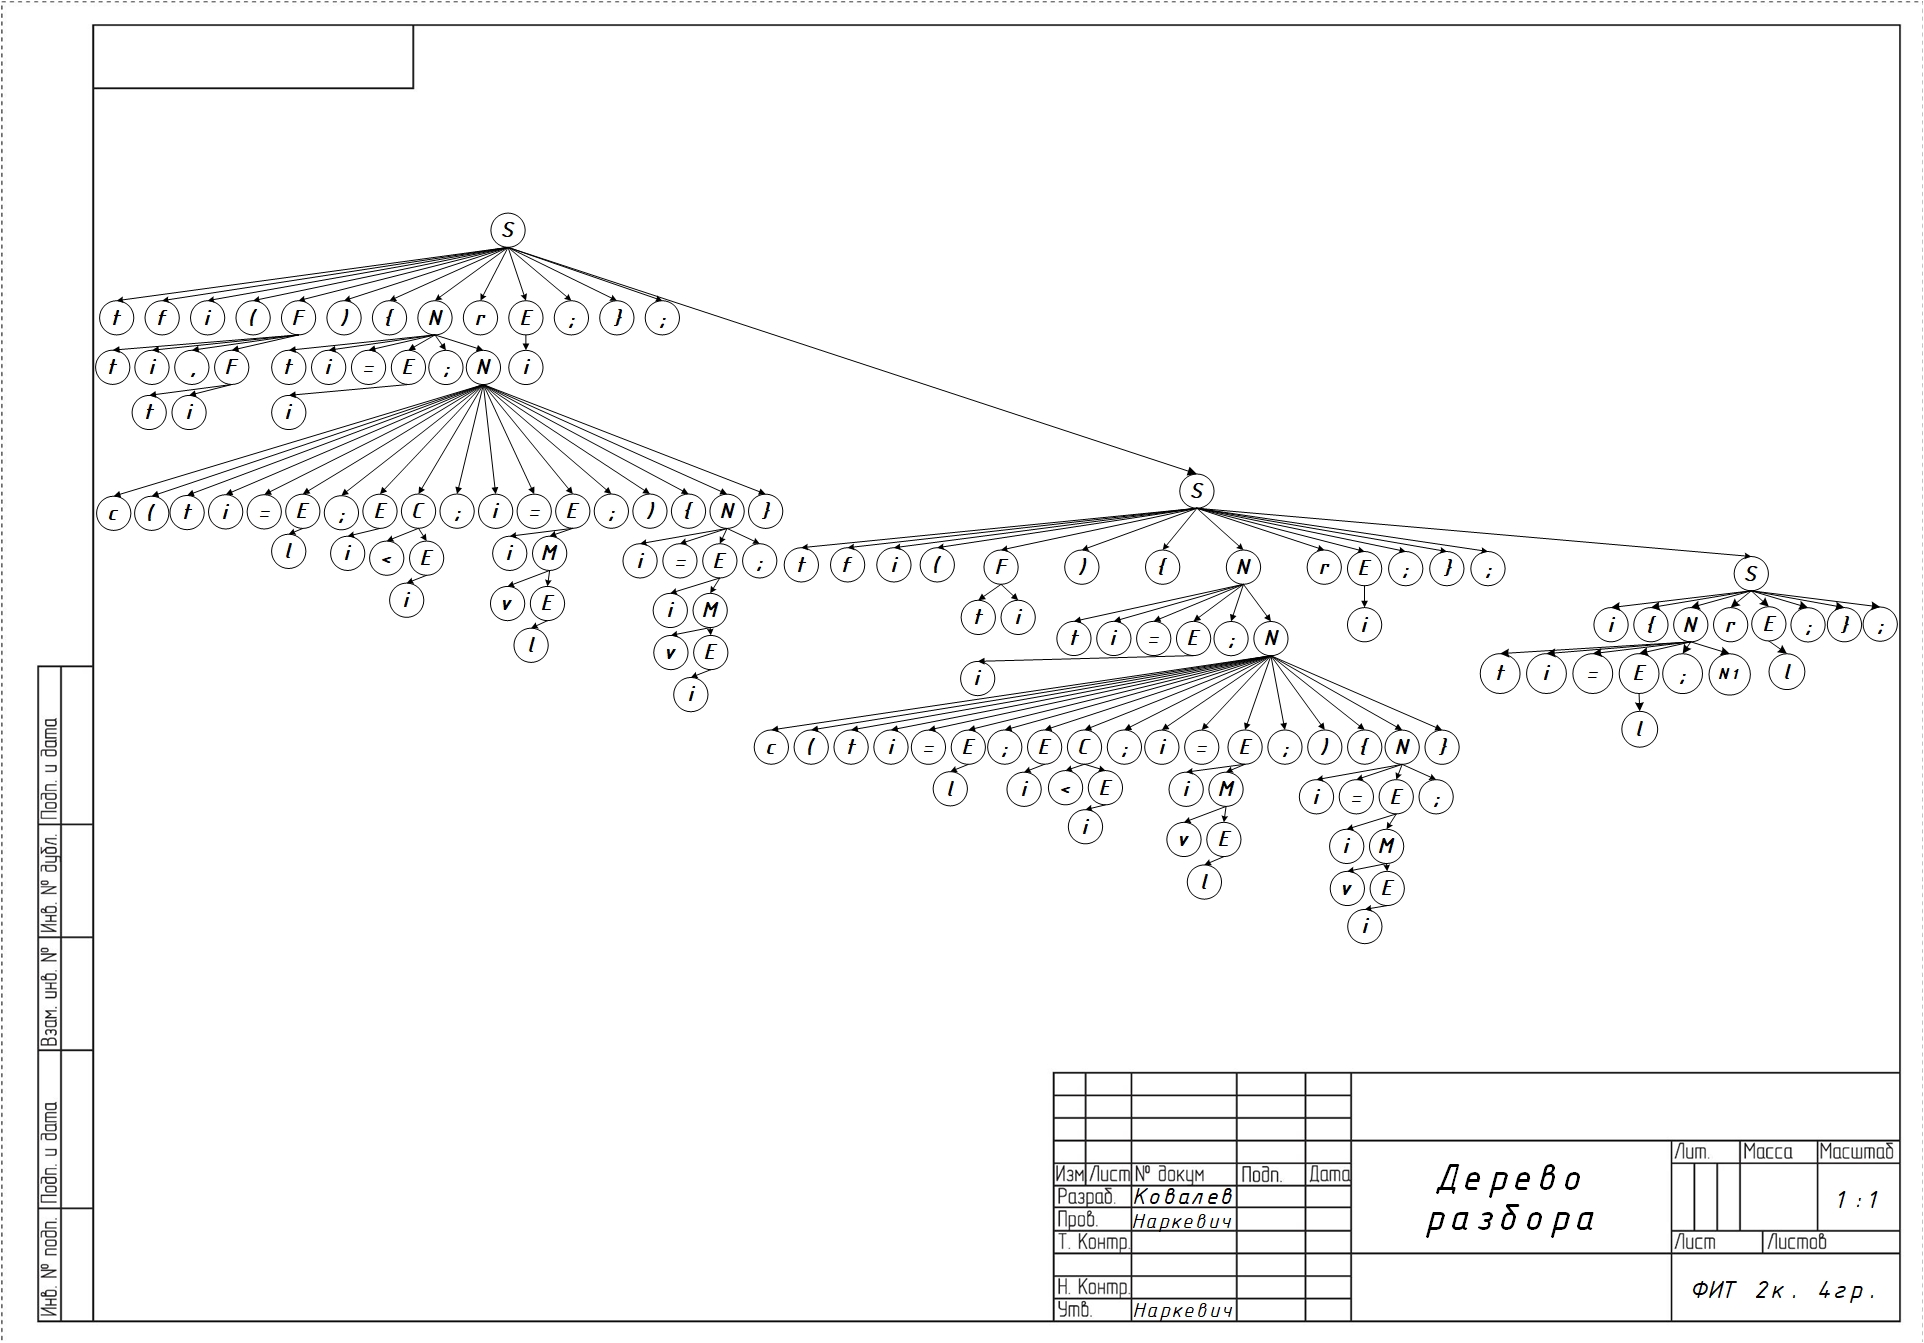 S
t f i ( F ) { N r E ; } ;
t i , F t i = E ; N i
t i i
c ( t i = E ; E C ; i = E ; ) { N }
l i < E i M i = E ;
i v E i M
l v E
i
S
t f i ( F ) { N r E ; } ;
t i i
t i = E ; N
i
c ( t i = E ; E C ; i = E ; ) { N }
l i < E i M i = E ;
i v E i M
l v E
i
S
i { N r E ; } ;
t i = E ; N1 l
l
Подп. и дата
Инв. № дубл.
Взам. инв. №
Подп. и дата
Инв. № подп.
Изм Лист № докум Подп. Дата
Разраб. Ковалев
Пров. Наркевич
Т. Контр.
Н. Контр.
Утв. Наркевич
Дерево
разбора
Лит. Масса Масштаб
1:1
Лист Листов
ФИТ 2к. 4гр.